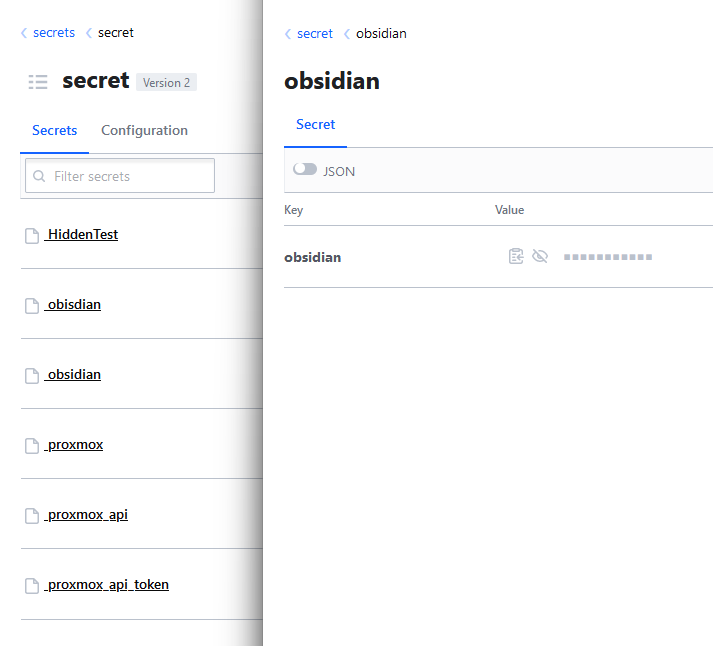 secrets secret
secret Version 2
Secrets Configuration
Filter secrets
HiddenTest
obisdian
obsidian
proxmox
proxmox_api
proxmox_api_token
secret obsidian
obsidian
Secret
JSON
Key Value
obsidian